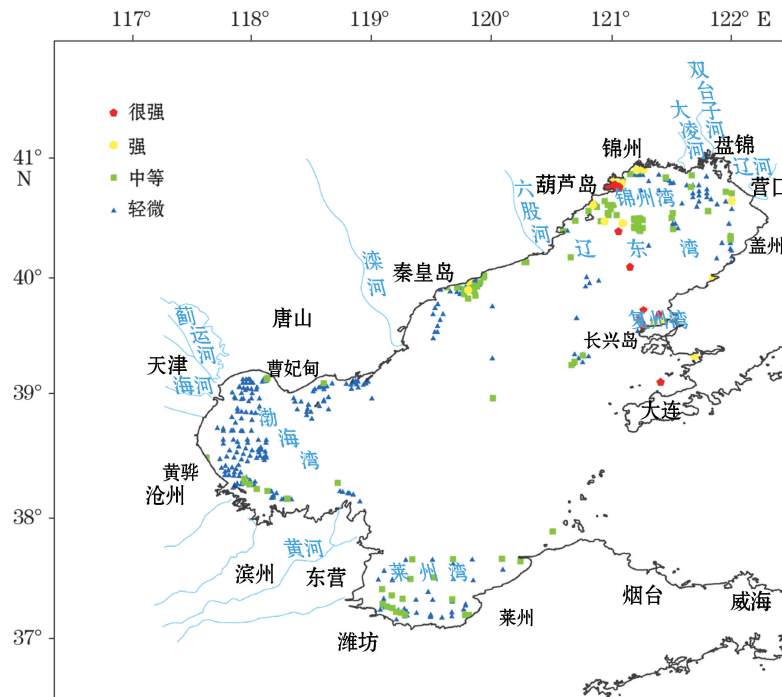 117° 118° 119° 120° 121° 122° E
41°
N
40°
39°
38°
37°
很强
强
中等
轻微
双台子河
大凌河
盘锦
辽河
锦州
营口
葫芦岛
锦州湾
六股河
辽东湾
盖州
滦河
秦皇岛
复州湾
蓟运河
唐山
长兴岛
天津
曹妃甸
海河
大连
渤海湾
黄骅
沧州
黄河
滨州
东营
莱州湾
烟台
威海
莱州
潍坊